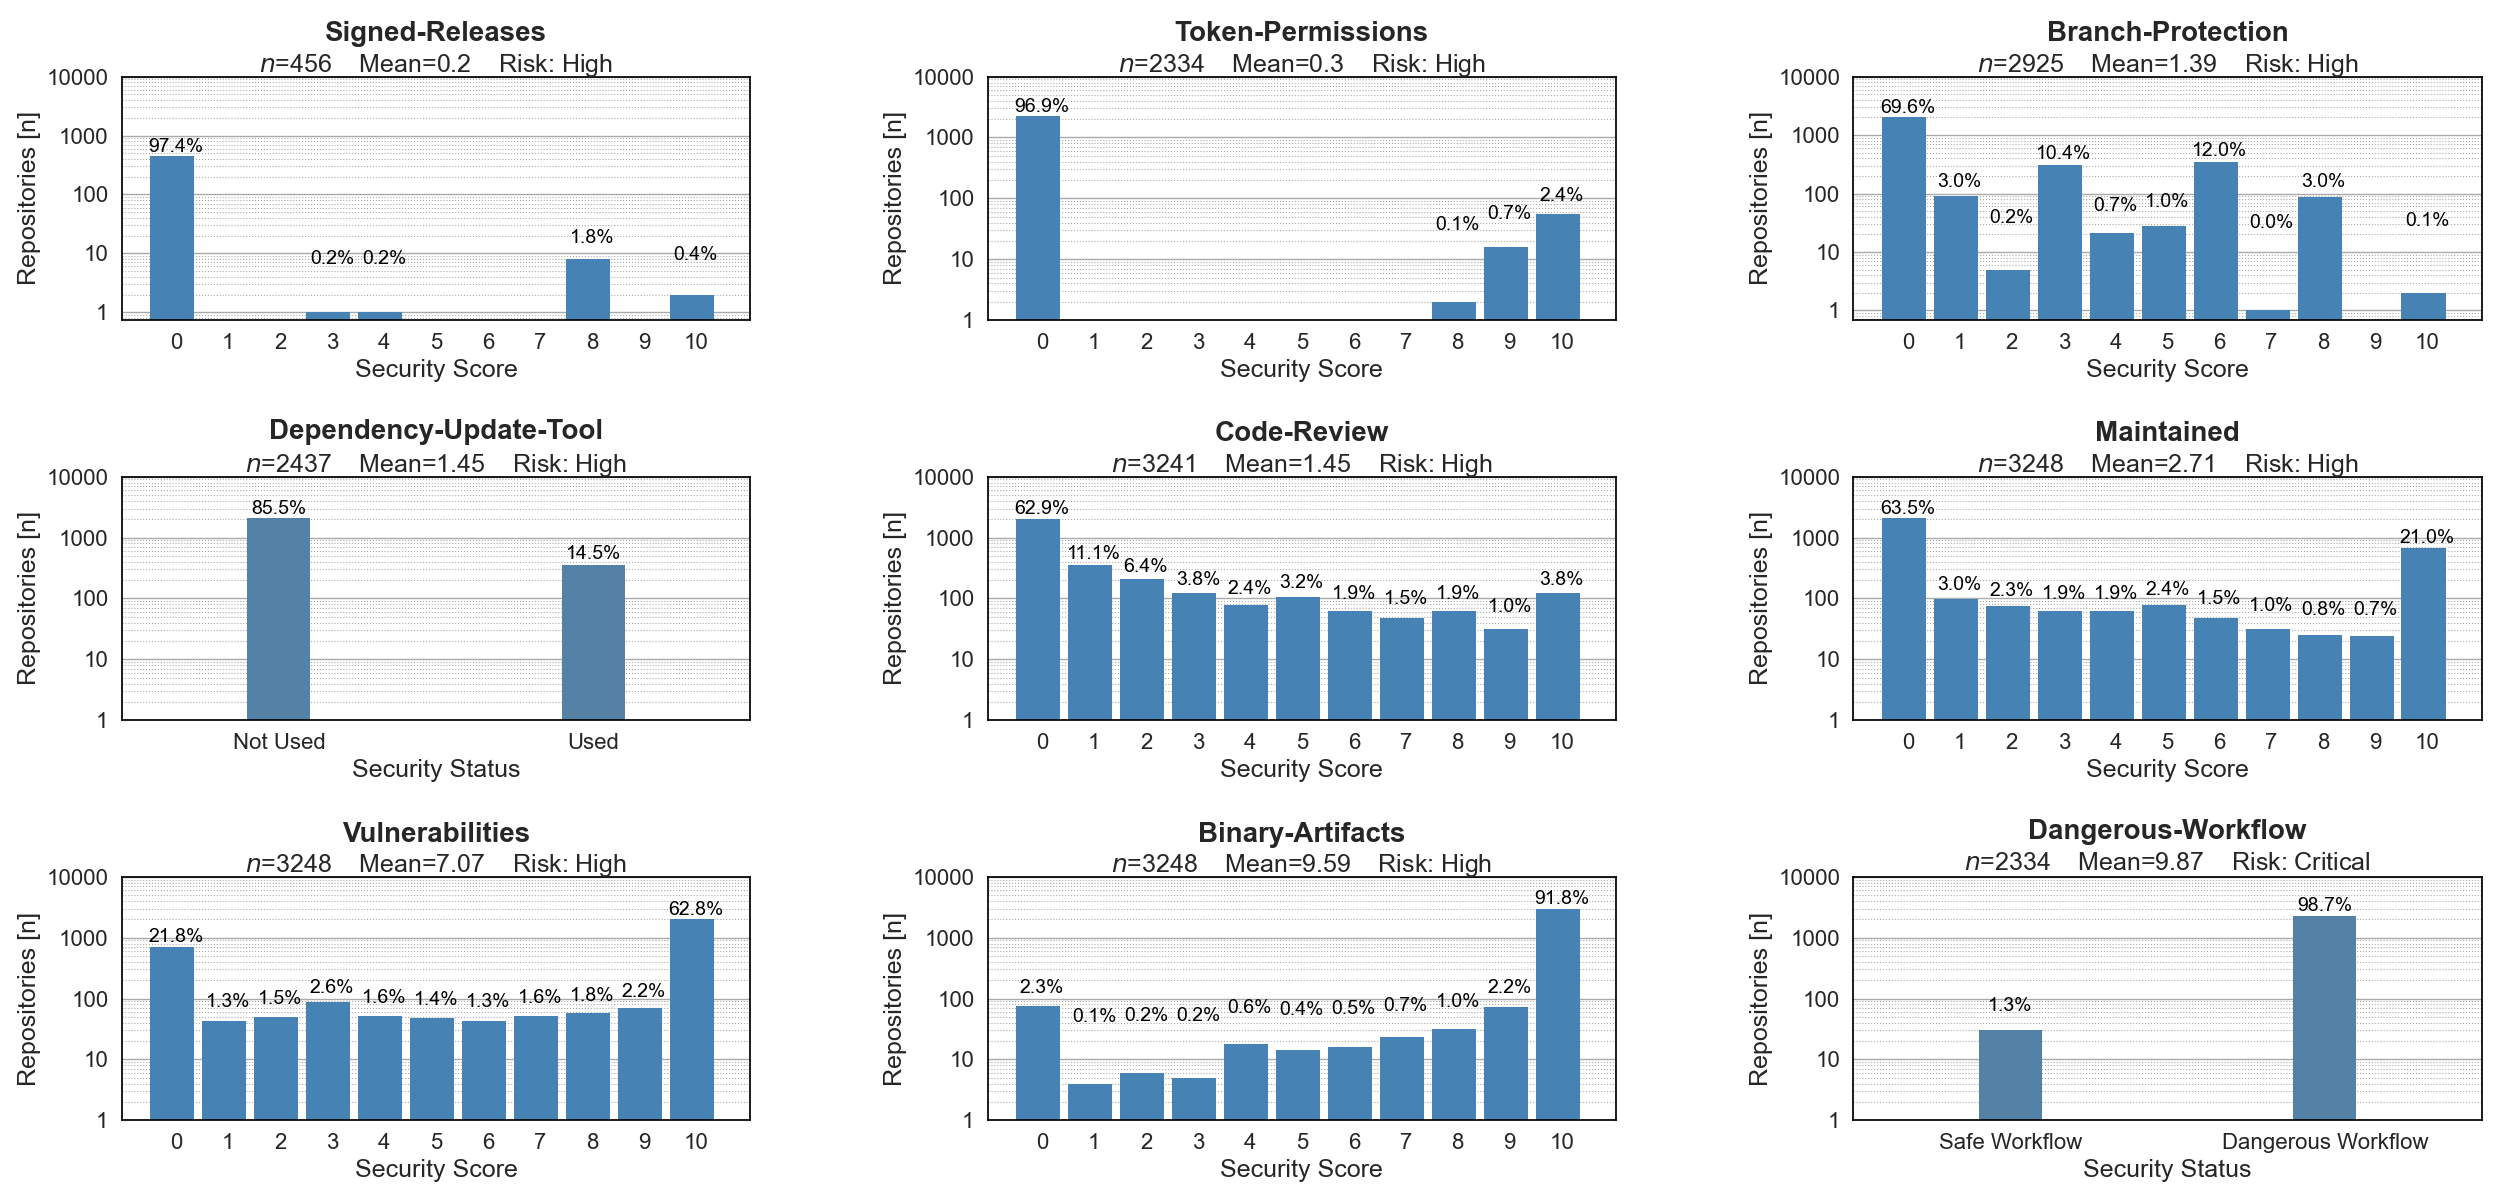 Signed-Releases
n=456 Mean=0.2 Risk: High
10000
1000
100
10
1
Repositories [n]
97.4%
0.2%
0.2%
1.8%
0.4%
0 1 2 3 4 5 6 7 8 9 10
Security Score
Token-Permissions
n=2334 Mean=0.3 Risk: High
10000
1000
100
10
1
Repositories [n]
96.9%
0.1%
0.7%
2.4%
0 1 2 3 4 5 6 7 8 9 10
Security Score
Branch-Protection
n=2925 Mean=1.39 Risk: High
10000
1000
100
10
1
Repositories [n]
69.6%
3.0%
0.2%
10.4%
0.7%
1.0%
12.0%
0.0%
3.0%
0.1%
0 1 2 3 4 5 6 7 8 9 10
Security Score
Dependency-Update-Tool
n=2437 Mean=1.45 Risk: High
10000
1000
100
10
1
Repositories [n]
85.5%
14.5%
Not Used Used
Security Status
Code-Review
n=3241 Mean=1.45 Risk: High
10000
1000
100
10
1
Repositories [n]
62.9%
11.1%
6.4%
3.8%
2.4%
3.2%
1.9%
1.5%
1.9%
1.0%
3.8%
0 1 2 3 4 5 6 7 8 9 10
Security Score
Maintained
n=3248 Mean=2.71 Risk: High
10000
1000
100
10
1
Repositories [n]
63.5%
3.0%
2.3%
1.9%
1.9%
2.4%
1.5%
1.0%
0.8%
0.7%
21.0%
0 1 2 3 4 5 6 7 8 9 10
Security Score
Vulnerabilities
n=3248 Mean=7.07 Risk: High
10000
1000
100
10
1
Repositories [n]
21.8%
1.3%
1.5%
2.6%
1.6%
1.4%
1.3%
1.6%
1.8%
2.2%
62.8%
0 1 2 3 4 5 6 7 8 9 10
Security Score
Binary-Artifacts
n=3248 Mean=9.59 Risk: High
10000
1000
100
10
1
Repositories [n]
2.3%
0.1%
0.2%
0.2%
0.6%
0.4%
0.5%
0.7%
1.0%
2.2%
91.8%
0 1 2 3 4 5 6 7 8 9 10
Security Score
Dangerous-Workflow
n=2334 Mean=9.87 Risk: Critical
10000
1000
100
10
1
Repositories [n]
1.3%
98.7%
Safe Workflow Dangerous Workflow
Security Status